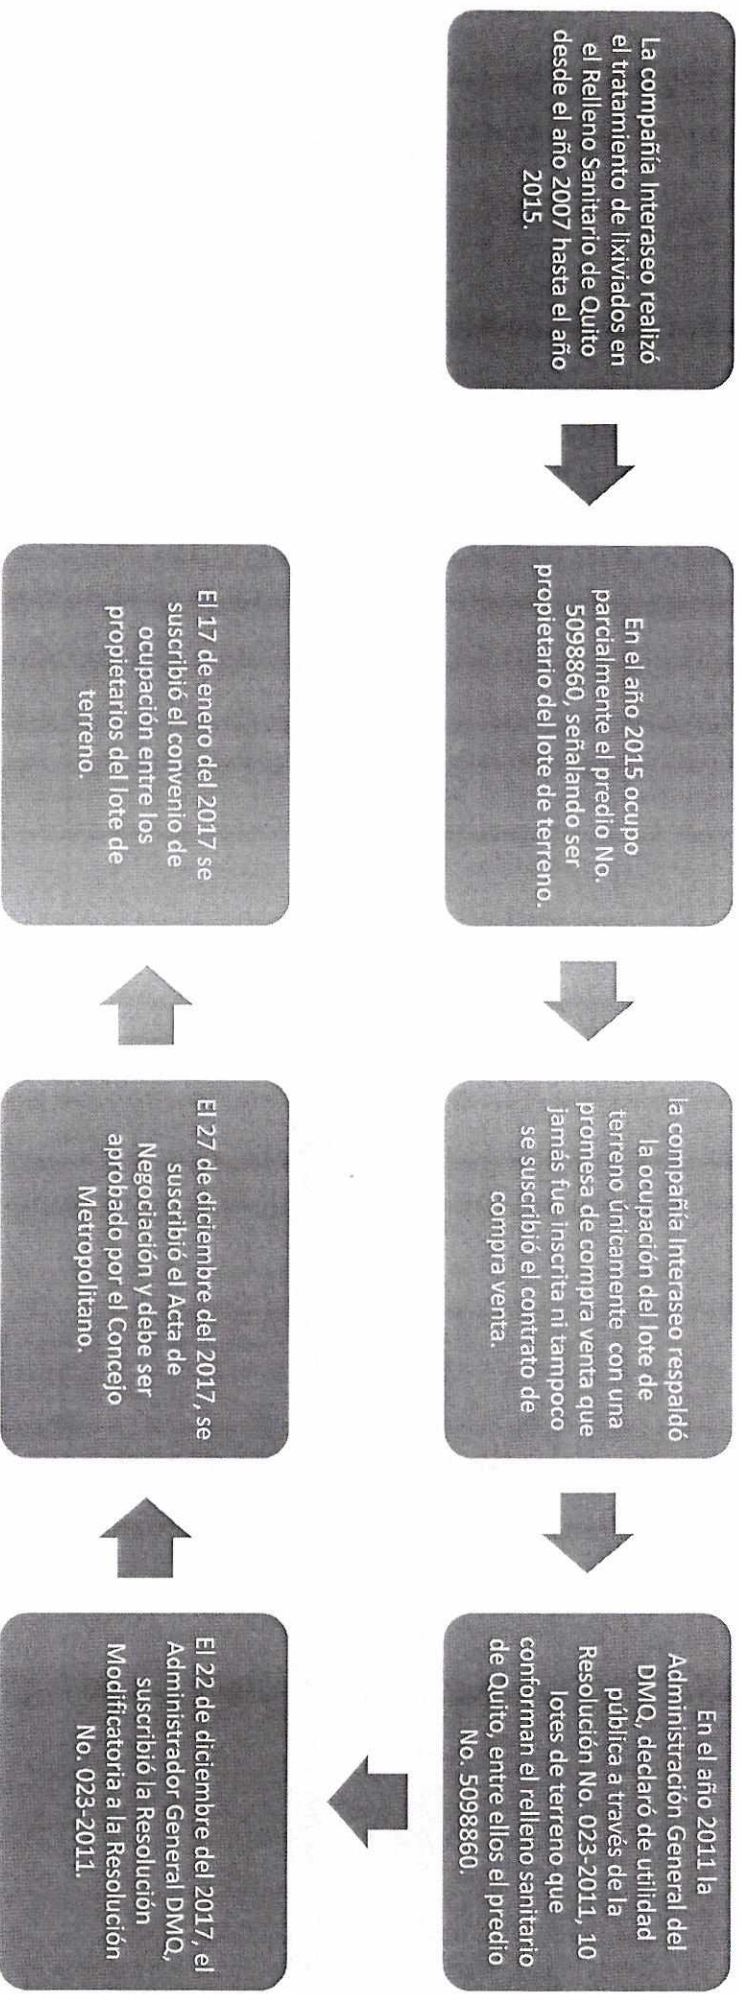 La compañía Interaseo realizó
el tratamiento de lixiviados en
el Relleno Sanitario de Quito
desde el año 2007 hasta el año
2015.
En el año 2015 ocupo
parcialmente el predio No.
5098860, señalando ser
propietario del lote de terreno.
la compañía Interaseo respaldó
la ocupación del lote de
terreno únicamente con una
promesa de compra venta que
jamás fue inscrita ni tampoco
se suscribió el contrato de
compra venta.
En el año 2011 la
Administración General del
DMQ, declaró de utilidad
pública a través de la
Resolución No. 023-2011, 10
lotes de terreno que
conforman el relleno sanitario
de Quito, entre ellos el predio
No. 5098860.
El 22 de diciembre del 2017, el
Administrador General DMQ,
suscribió la Resolución
Modificatoria a la Resolución
No. 023-2011.
El 27 de diciembre del 2017, se
suscribió el Acta de
Negociación y debe ser
aprobado por el Concejo
Metropolitano.
El 17 de enero del 2017 se
suscribió el convenio de
ocupación entre los
propietarios del lote de
terreno.